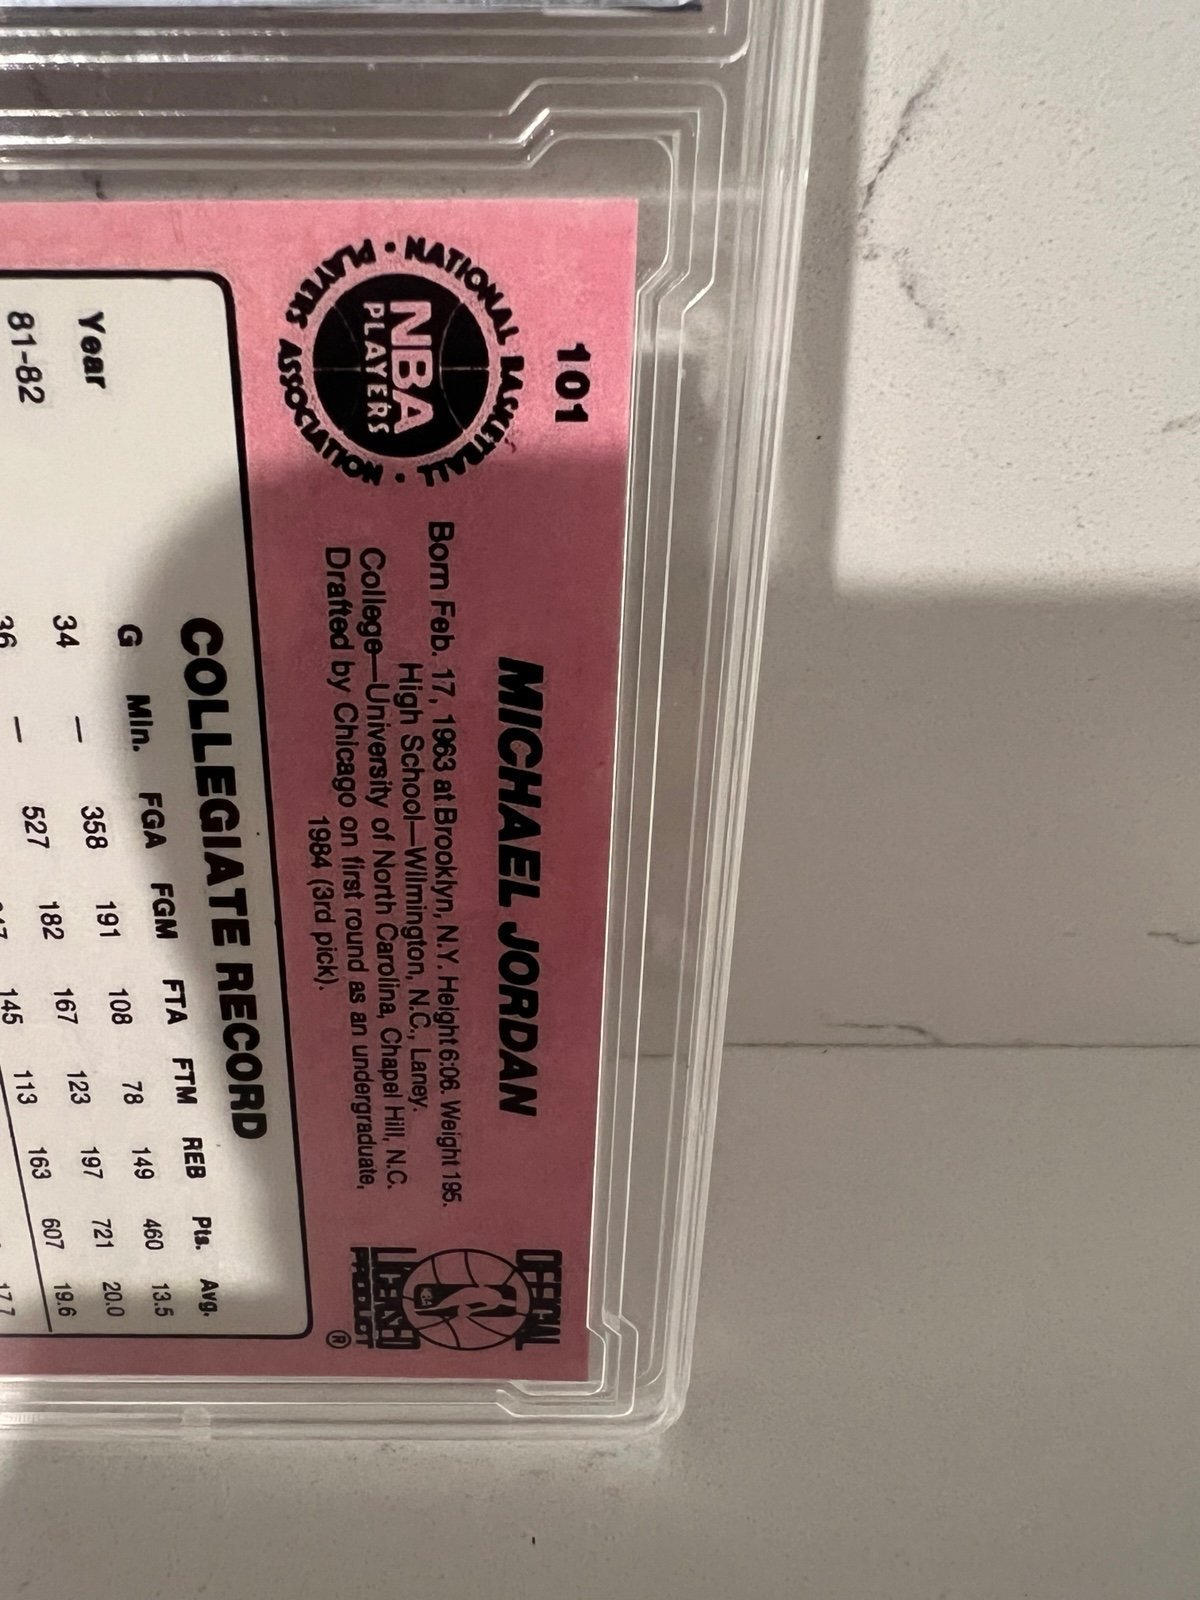 101
NATIONAL BASKETBALL • PLAYERS ASSOCIATION •
NBA
PLAYERS
MICHAEL JORDAN
Born Feb. 17, 1963 at Brooklyn, N.Y. Height 6:06. Weight 195.
High School—Wilmington, N.C., Laney.
College—University of North Carolina, Chapel Hill, N.C.
Drafted by Chicago on first round as an undergraduate,
1984 (3rd pick).
OFFICIAL
NBA
LICENSED
PRODUCT
®
COLLEGIATE RECORD
Year G Min. FGA FGM FTA FTM REB Pts. Avg.
81-82 34 — 358 191 108 78 149 460 13.5
36 — 527 182 167 123 197 721 20.0
145 113 163 607 19.6
17.7